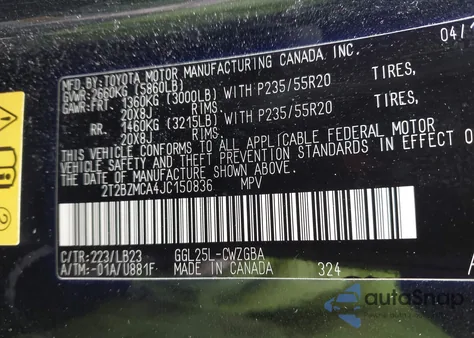 04/1
MFD. BY: TOYOTA MOTOR MANUFACTURING CANADA INC.
GVWR: 2660KG (5860LB)
GAWR: FRT. 1360KG (3000LB) WITH P235/55R20 TIRES,
20X8J RIMS.
RR. 1460KG (3215LB) WITH P235/55R20 TIRES,
20X8J RIMS.
THIS VEHICLE CONFORMS TO ALL APPLICABLE FEDERAL MOTOR
VEHICLE SAFETY AND THEFT PREVENTION STANDARDS IN EFFECT O
THE DATE OF MANUFACTURE SHOWN ABOVE.
2T2BZMCA4JC150836 MPV
C/TR: 223/LB23 GGL25L-CWZGBA
A/TM: -01A/U881F MADE IN CANADA 324
2
autoSnap